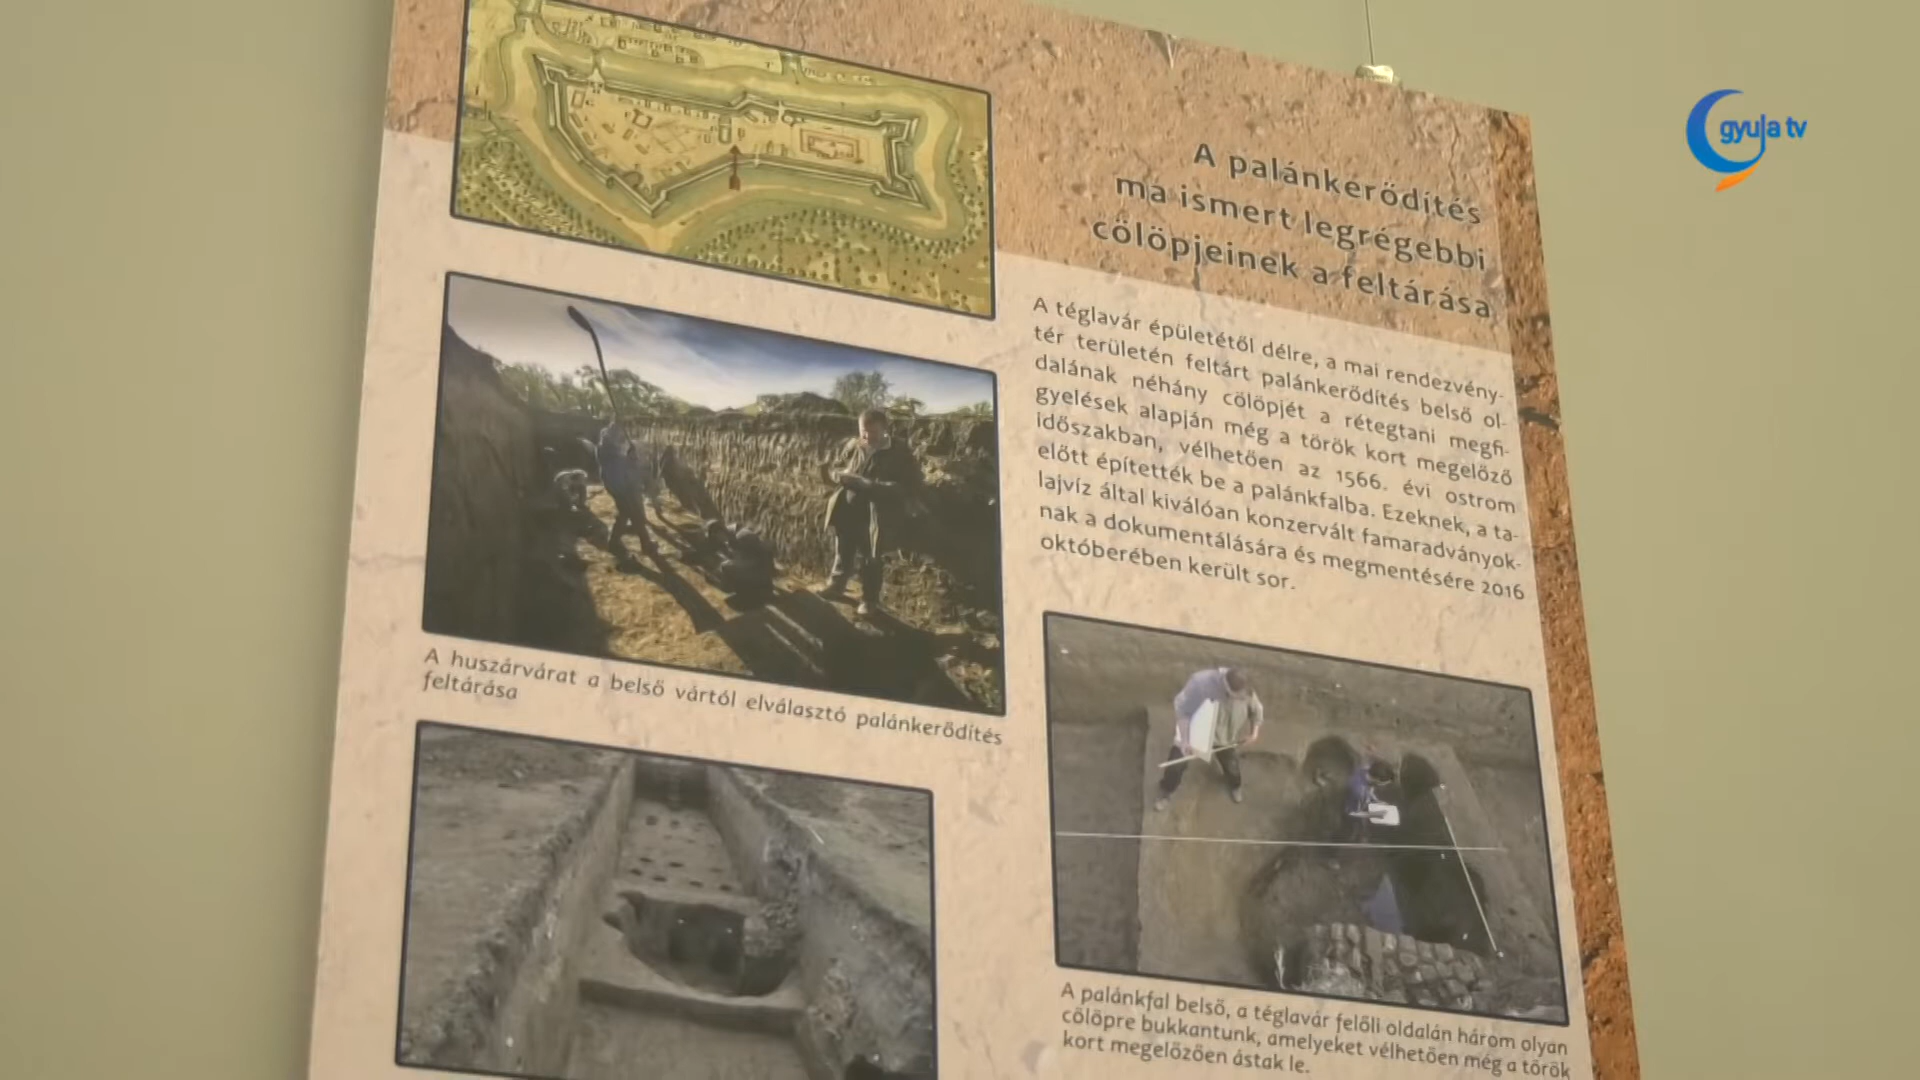 gyula tv
A palánkerődítés
ma ismert legrégebbi
cölöpjeinek a feltárása
A téglavár épületétől délre, a mai rendezvény-
tér területén feltárt palánkerődítés belső ol-
dalának néhány cölöpjét a rétegtani megfi-
gyelések alapján még a török kort megelőző
időszakban, vélhetően az 1566. évi ostrom
előtt építették be a palánkfalba. Ezeknek, a ta-
lajvíz által kiválóan konzervált famaradványok-
nak a dokumentálására és megmentésére 2016
októberében került sor.
A huszárvárat a belső vártól elválasztó palánkerődítés
feltárása
A palánkfal belső, a téglavár felőli oldalán három olyan
cölöpre bukkantunk, amelyeket vélhetően még a török
kort megelőzően ástak le.